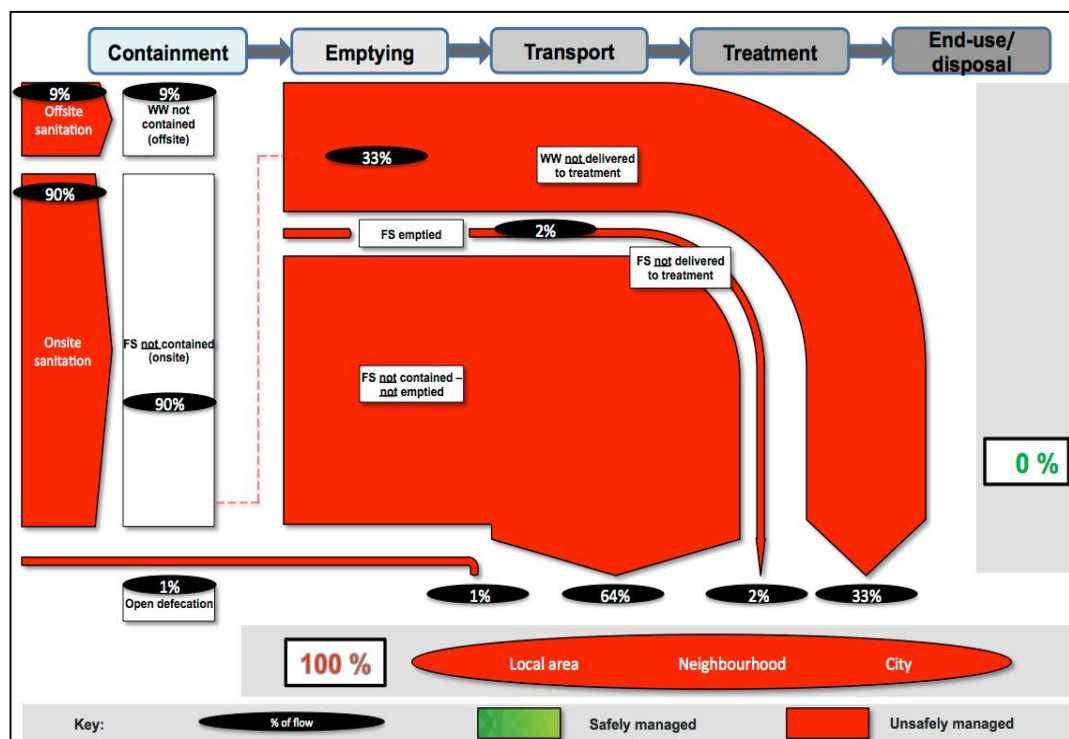 Containment
Emptying
Transport
Treatment
End-use/
disposal
9%
Offsite
sanitation
9%
WW not
contained
(offsite)
33%
WW not delivered
to treatment
90%
FS emptied
2%
FS not delivered
to treatment
Onsite
sanitation
FS not contained
(onsite)
90%
FS not contained –
not emptied
0 %
1%
Open defecation
1%
64%
2%
33%
100 %
Local area
Neighbourhood
City
Key:
% of flow
Safely managed
Unsafely managed